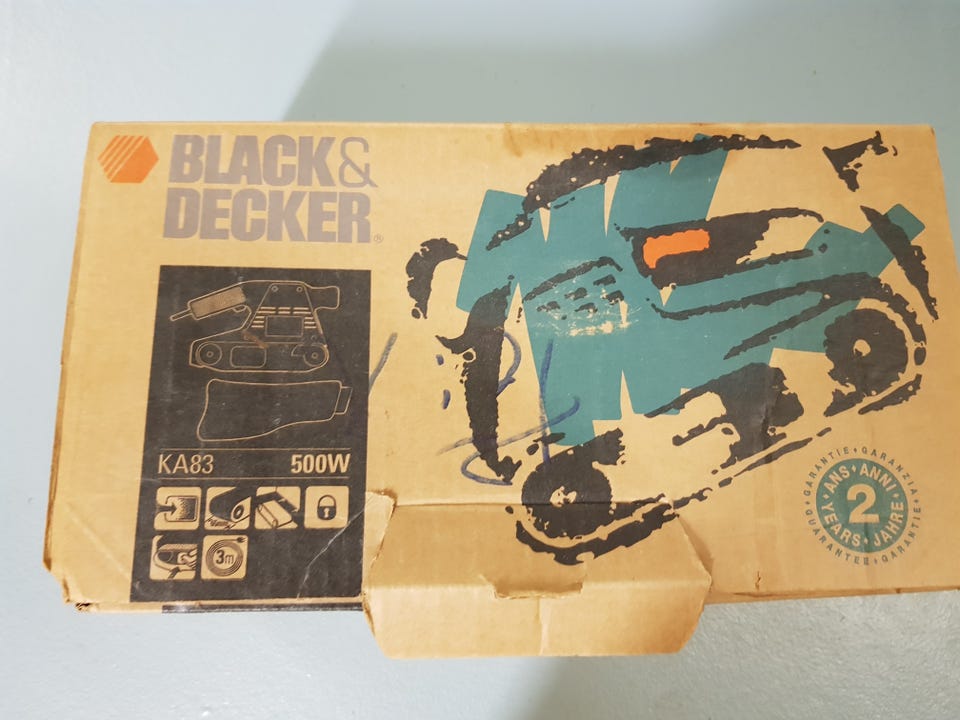 BLACK&
DECKER®
KA83 500W
3m
GARANTIE • GARANZIA • GARANTIE • GUARANTEE •
ANS • ANNI • JAHRE • YEARS •
2